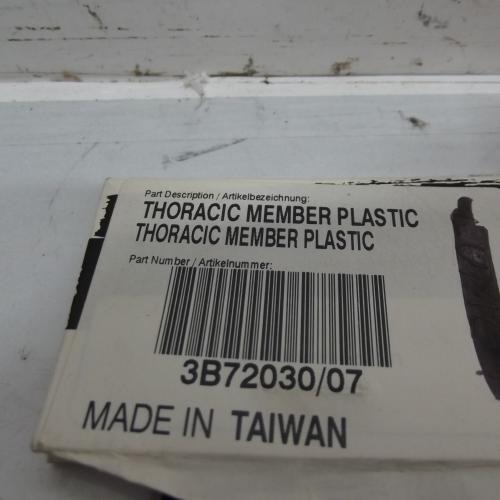 Part Description / Artikelbezeichnung:
THORACIC MEMBER PLASTIC
THORACIC MEMBER PLASTIC
Part Number / Artikelnummer:
3B72030/07
MADE IN TAIWAN